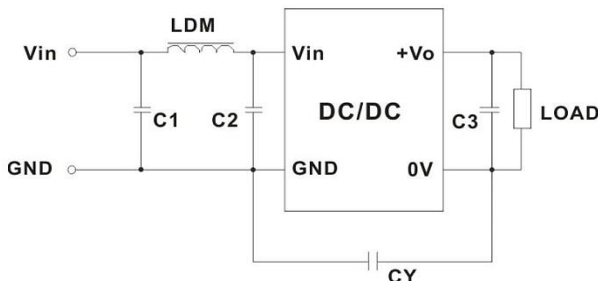 LDM
Vin
Vin
+Vo
C1
C2
DC/DC
C3
LOAD
GND
GND
0V
CY